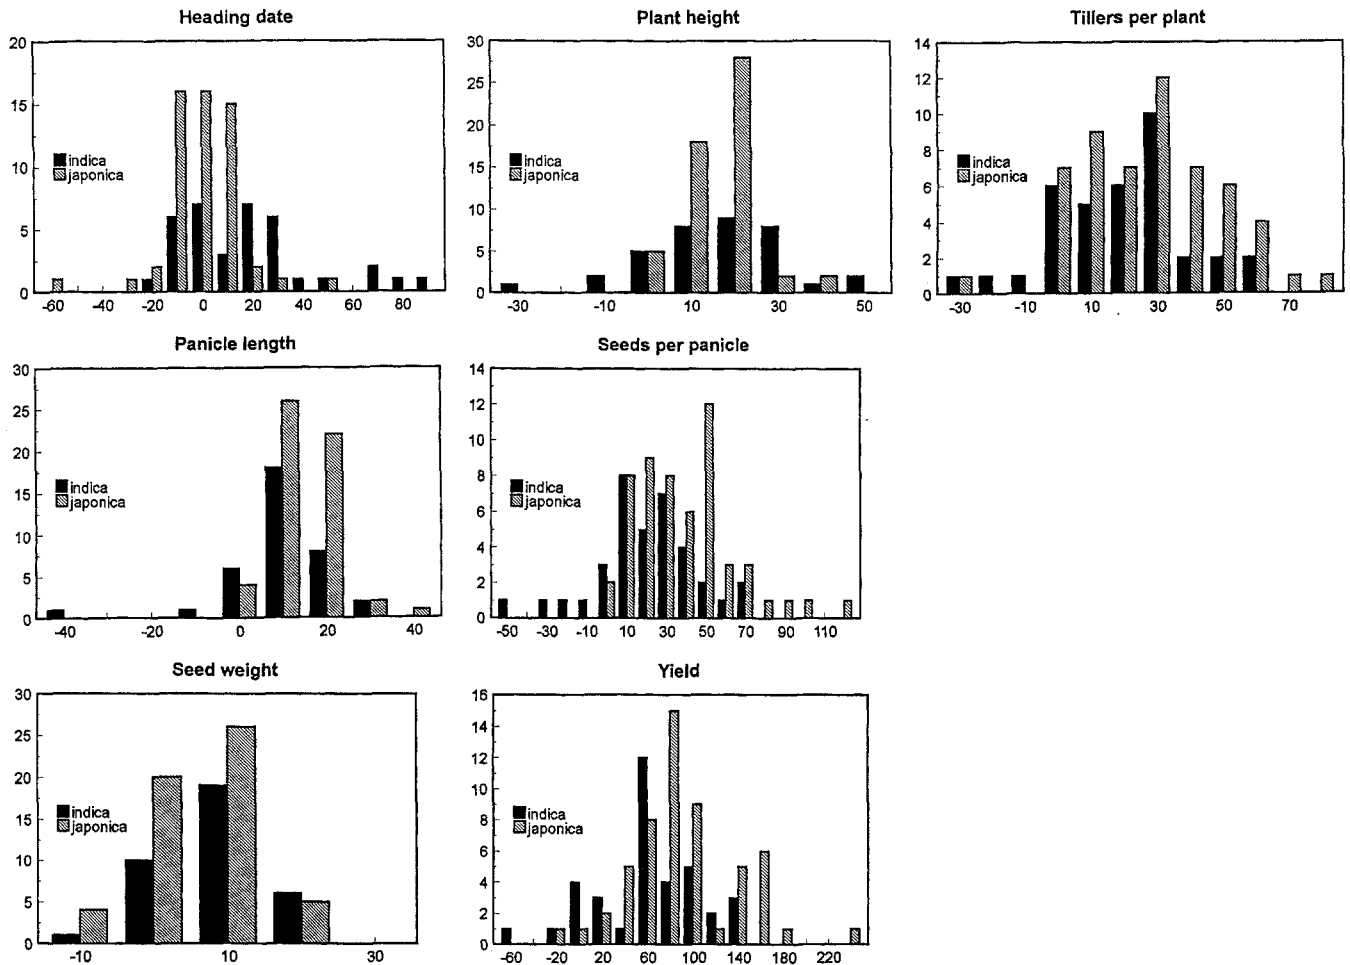 Heading date
20
15
10
5
0
indica
japonica
-60 -40 -20 0 20 40 60 80
Plant height
30
25
20
15
10
5
0
indica
japonica
-30 -10 10 30 50
Tillers per plant
14
12
10
8
6
4
2
0
indica
japonica
-30 -10 10 30 50 70
Panicle length
30
25
20
15
10
5
0
indica
japonica
-40 -20 0 20 40
Seeds per panicle
14
12
10
8
6
4
2
0
indica
japonica
-50 -30 -10 10 30 50 70 90 110
Seed weight
30
25
20
15
10
5
0
indica
japonica
-10 10 30
Yield
16
14
12
10
8
6
4
2
0
indica
japonica
-60 -20 20 60 100 140 180 220